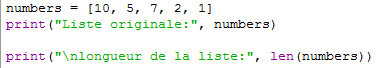 numbers = [10, 5, 7, 2, 1]
print("Liste originale:", numbers)
print("\nlongueur de la liste:", len(numbers))